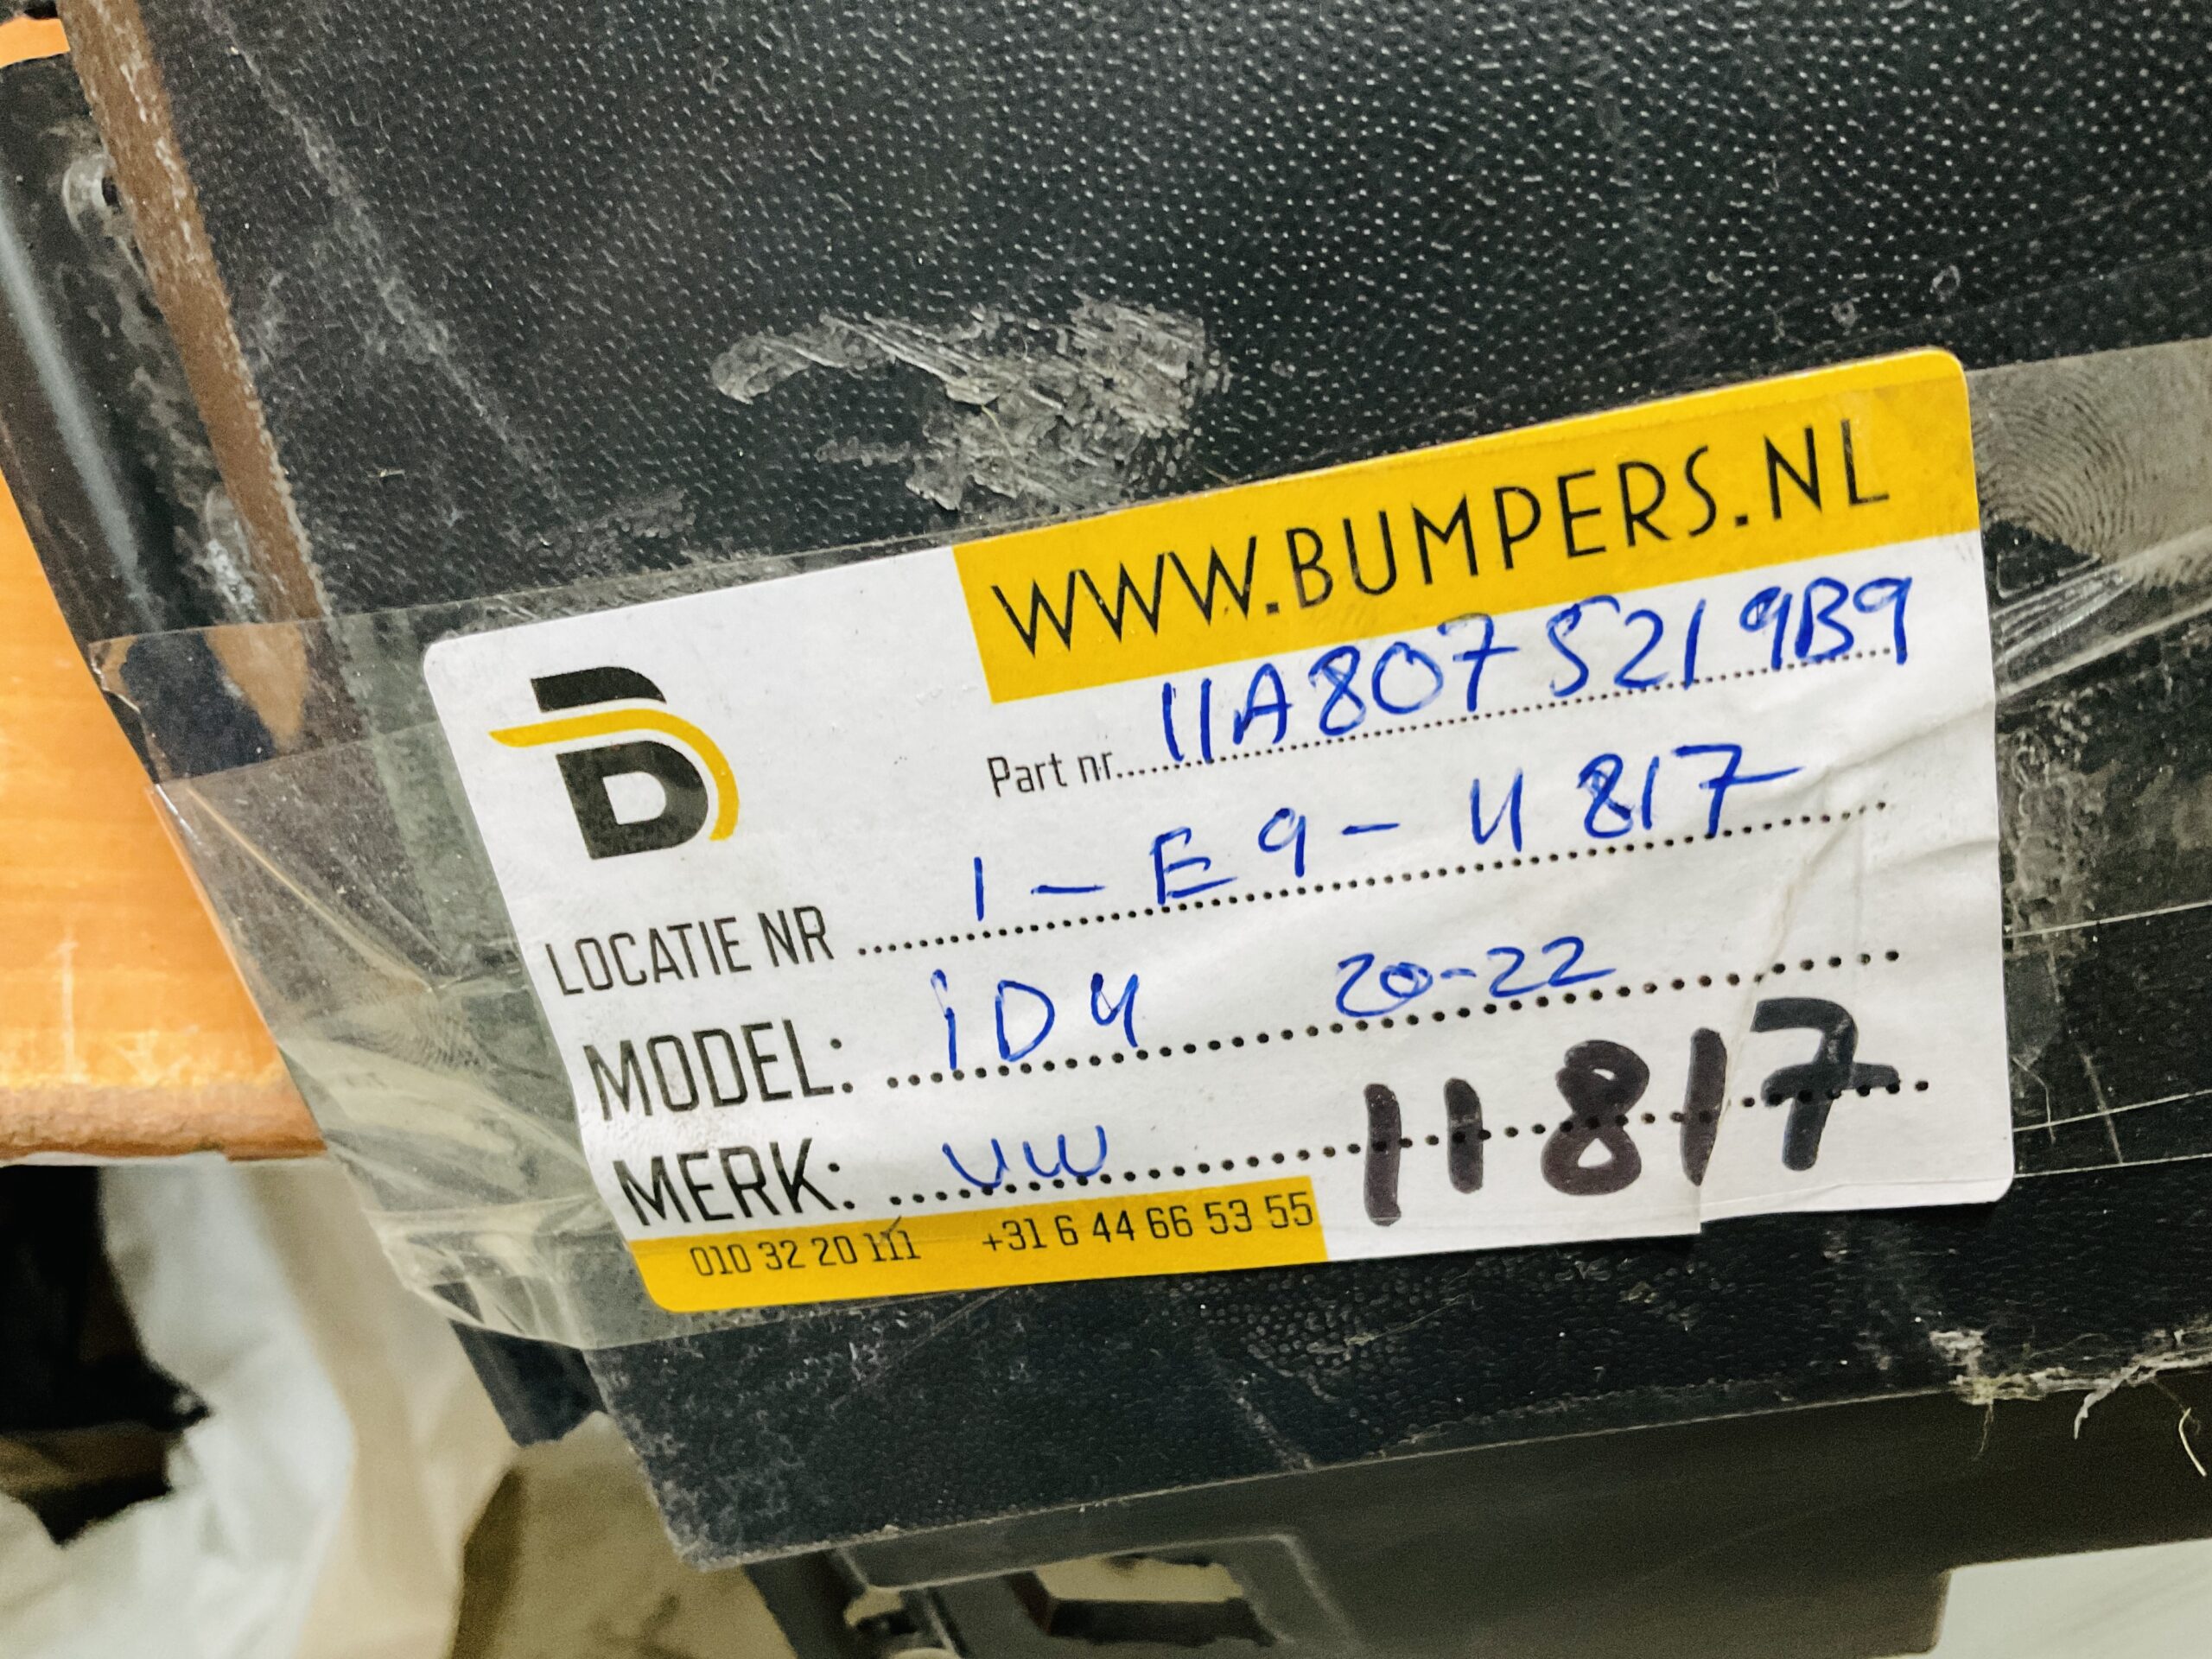 WWW.BUMPERS.NL
B
Part nr. 11A807521 9B9
LOCATIE NR 1-E9-11817
MODEL: iD4 20-22
MERK: VW 11817
010 32 20 111 +31 6 44 66 53 55